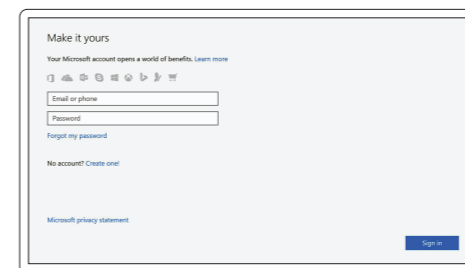 Make it yours
Your Microsoft account opens a world of benefits. Learn more
Email or phone
Password
Forgot my password
No account? Create one!
Microsoft privacy statement
Sign in